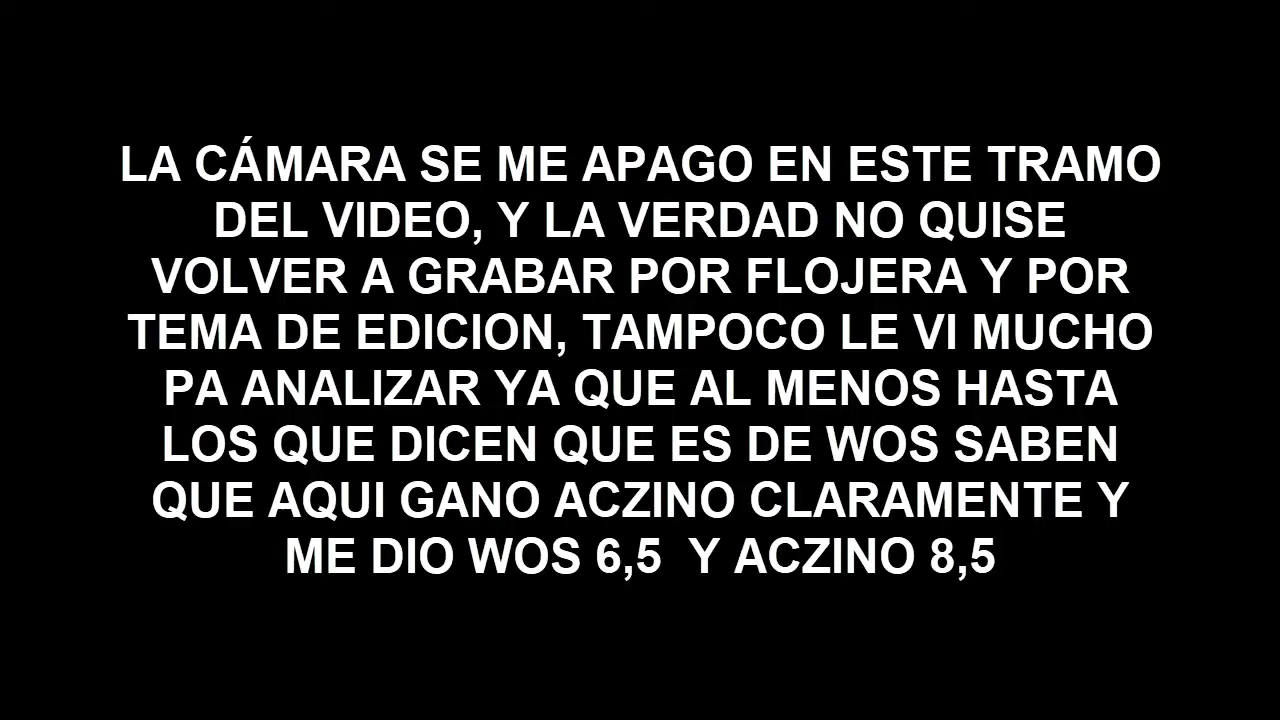 LA CÁMARA SE ME APAGO EN ESTE TRAMO
DEL VIDEO, Y LA VERDAD NO QUISE
VOLVER A GRABAR POR FLOJERA Y POR
TEMA DE EDICION, TAMPOCO LE VI MUCHO
PA ANALIZAR YA QUE AL MENOS HASTA
LOS QUE DICEN QUE ES DE WOS SABEN
QUE AQUI GANO ACZINO CLARAMENTE Y
ME DIO WOS 6,5  Y ACZINO 8,5